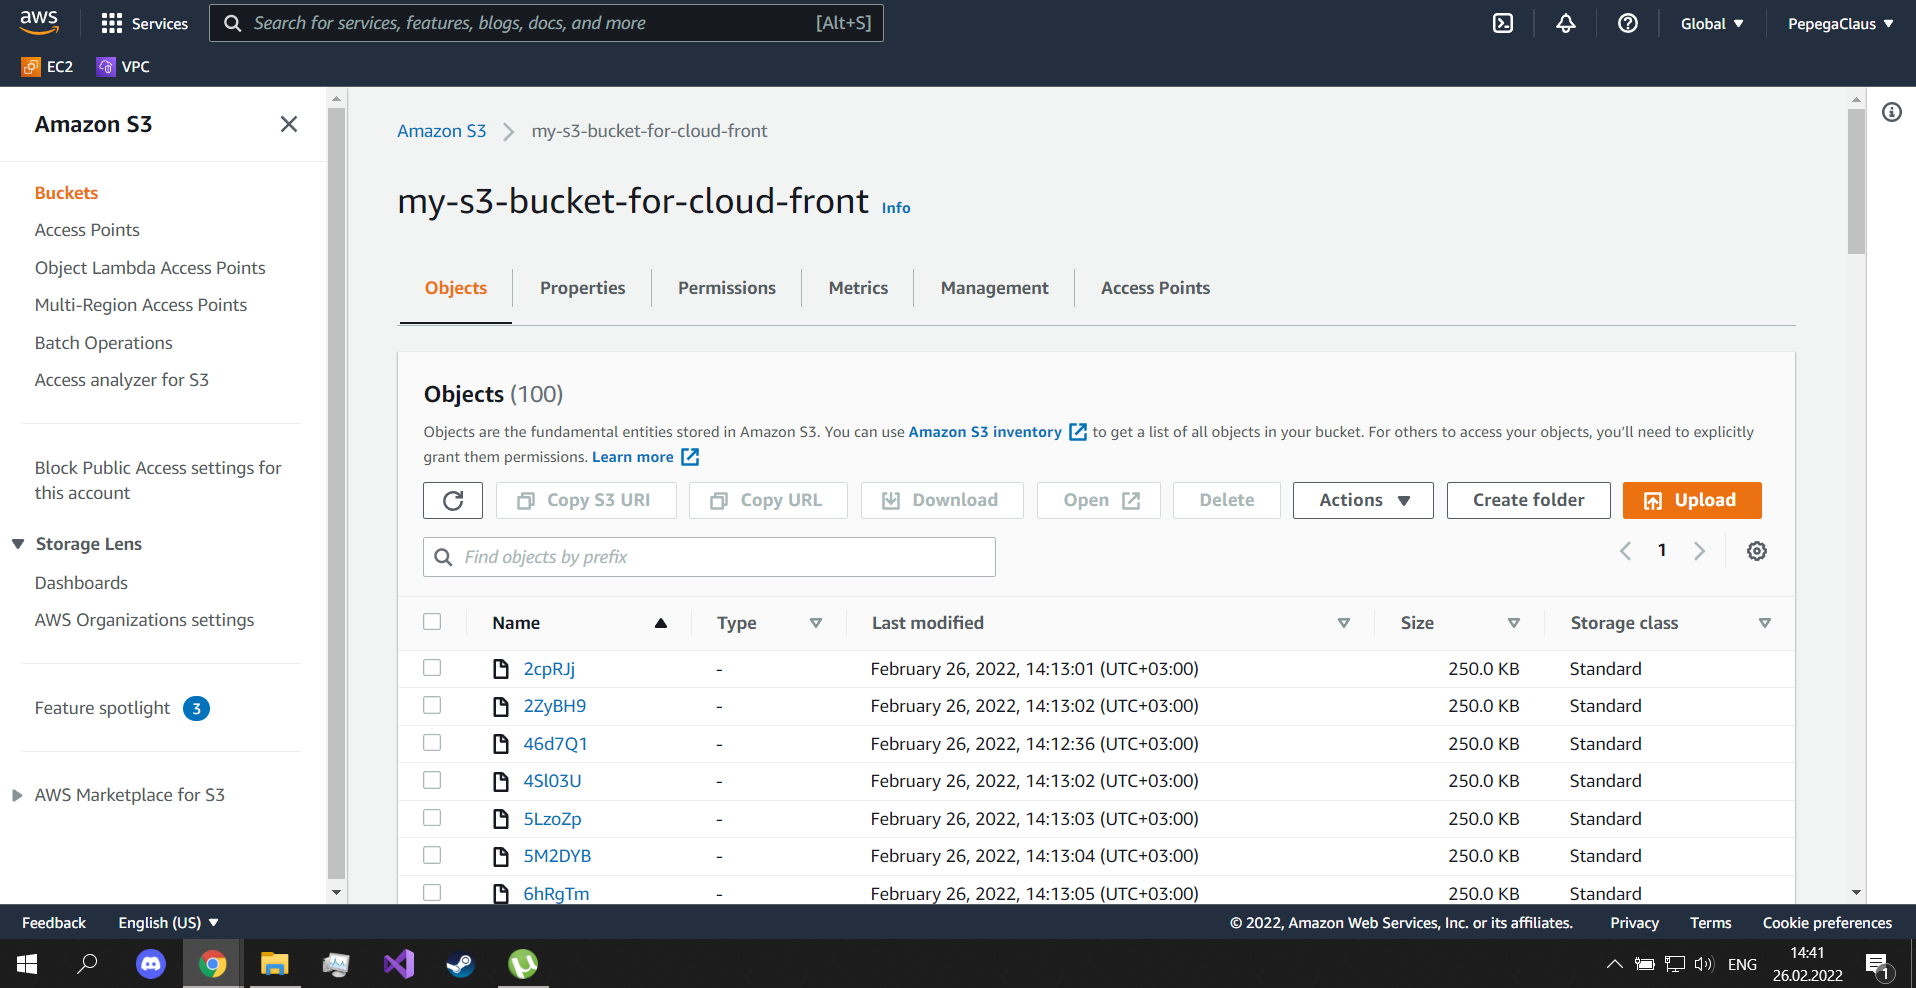 aws Services Search for services, features, blogs, docs, and more [Alt+S] Global PepegaClaus
EC2 VPC
Amazon S3
Buckets
Access Points
Object Lambda Access Points
Multi-Region Access Points
Batch Operations
Access analyzer for S3
Block Public Access settings for
this account
Storage Lens
Dashboards
AWS Organizations settings
Feature spotlight 3
AWS Marketplace for S3
Amazon S3 my-s3-bucket-for-cloud-front
my-s3-bucket-for-cloud-front Info
Objects Properties Permissions Metrics Management Access Points
Objects (100)
Objects are the fundamental entities stored in Amazon S3. You can use Amazon S3 inventory to get a list of all objects in your bucket. For others to access your objects, you'll need to explicitly
grant them permissions. Learn more
Copy S3 URI Copy URL Download Open Delete Actions Create folder Upload
Find objects by prefix 1
Name Type Last modified Size Storage class
2cpRJj - February 26, 2022, 14:13:01 (UTC+03:00) 250.0 KB Standard
2ZyBH9 - February 26, 2022, 14:13:02 (UTC+03:00) 250.0 KB Standard
46d7Q1 - February 26, 2022, 14:12:36 (UTC+03:00) 250.0 KB Standard
4Sl03U - February 26, 2022, 14:13:02 (UTC+03:00) 250.0 KB Standard
5LzoZp - February 26, 2022, 14:13:03 (UTC+03:00) 250.0 KB Standard
5M2DYB - February 26, 2022, 14:13:04 (UTC+03:00) 250.0 KB Standard
6hRgTm - February 26, 2022, 14:13:05 (UTC+03:00) 250.0 KB Standard
Feedback English (US) © 2022, Amazon Web Services, Inc. or its affiliates. Privacy Terms Cookie preferences
ENG 14:41
26.02.2022 1